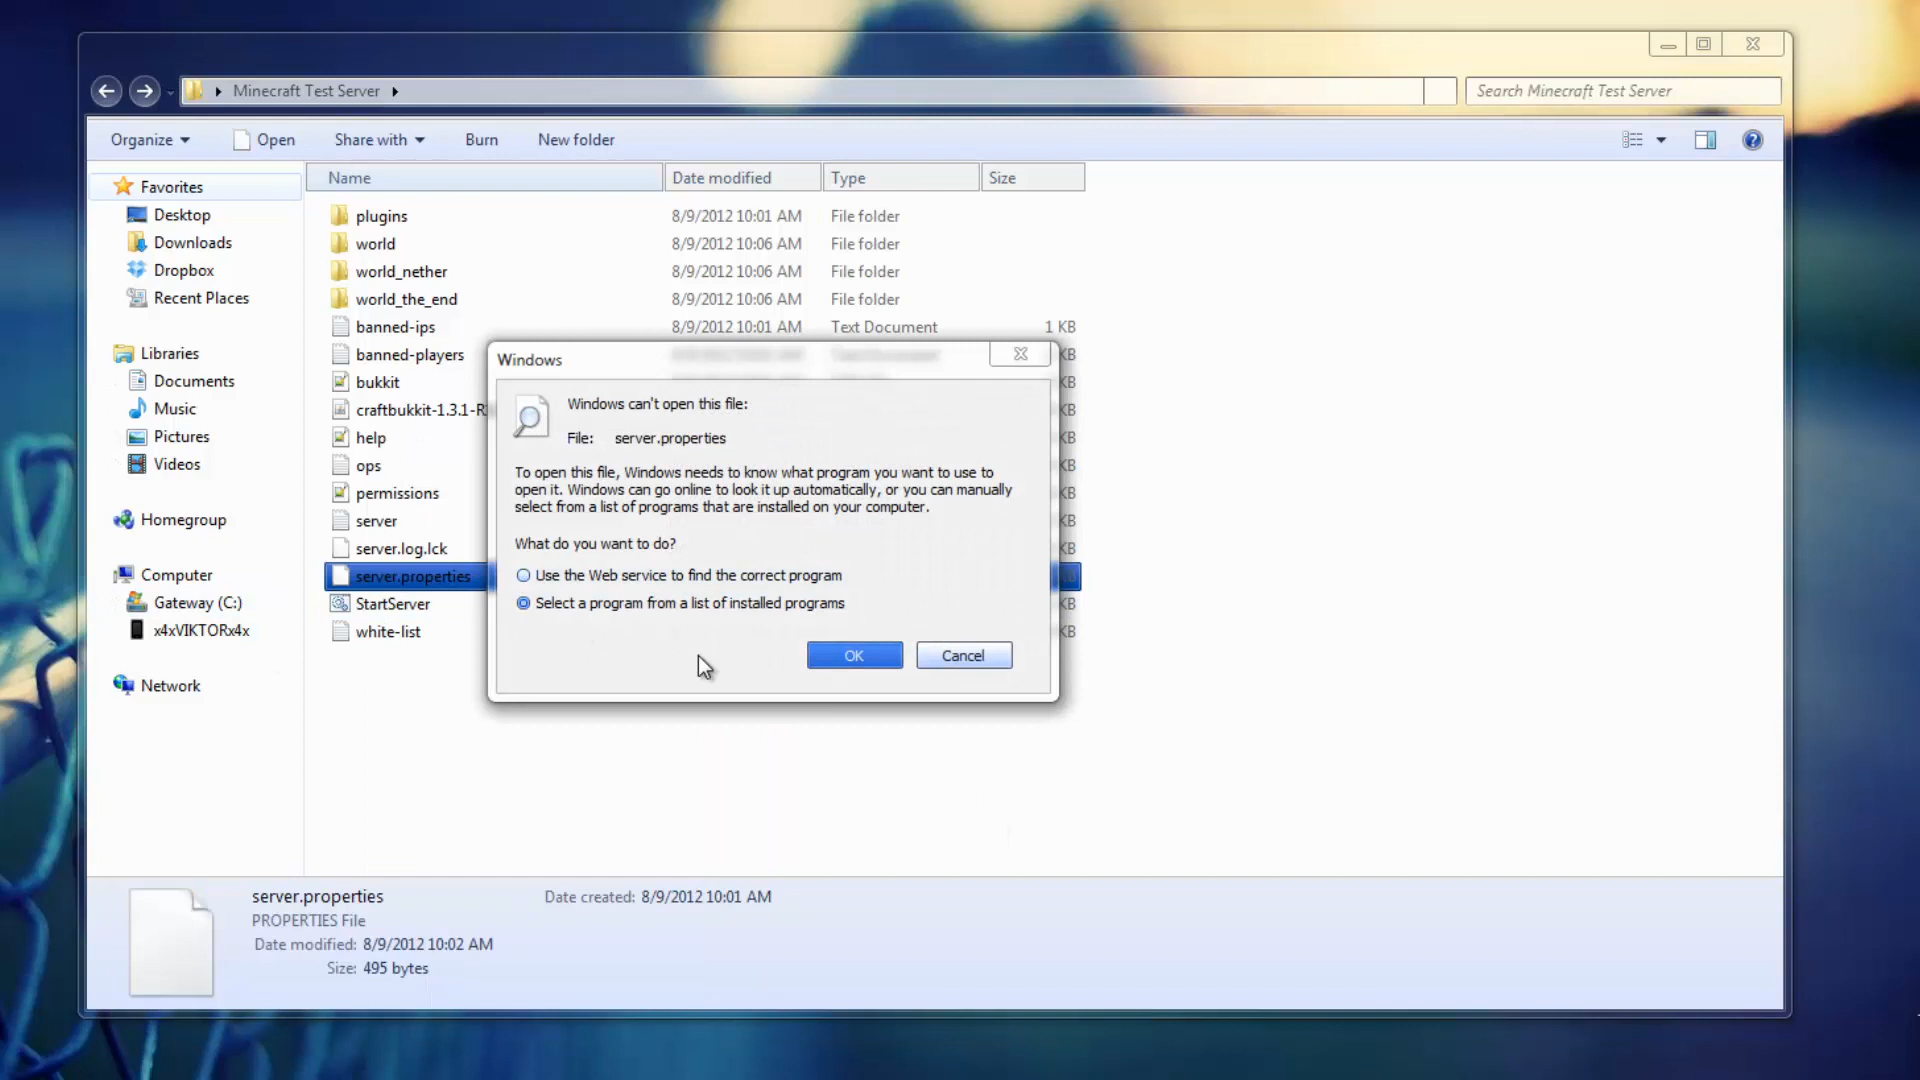 Minecraft Test Server
Search Minecraft Test Server
Organize
Open
Share with
Burn
New folder
Name
Date modified
Type
Size
Favorites
Desktop
Downloads
Dropbox
Recent Places
Libraries
Documents
Music
Pictures
Videos
Homegroup
Computer
Gateway (C:)
x4xVIKTORx4x
Network
plugins 8/9/2012 10:01 AM File folder
world 8/9/2012 10:06 AM File folder
world_nether 8/9/2012 10:06 AM File folder
world_the_end 8/9/2012 10:06 AM File folder
banned-ips 8/9/2012 10:01 AM Text Document 1 KB
banned-players KB
bukkit KB
craftbukkit-1.3.1-R KB
help KB
ops KB
permissions KB
server KB
server.log.lck KB
server.properties
StartServer KB
white-list KB
Windows
Windows can't open this file:
File: server.properties
To open this file, Windows needs to know what program you want to use to
open it. Windows can go online to look it up automatically, or you can manually
select from a list of programs that are installed on your computer.
What do you want to do?
Use the Web service to find the correct program
Select a program from a list of installed programs
OK
Cancel
server.properties
Date created: 8/9/2012 10:01 AM
PROPERTIES File
Date modified: 8/9/2012 10:02 AM
Size: 495 bytes